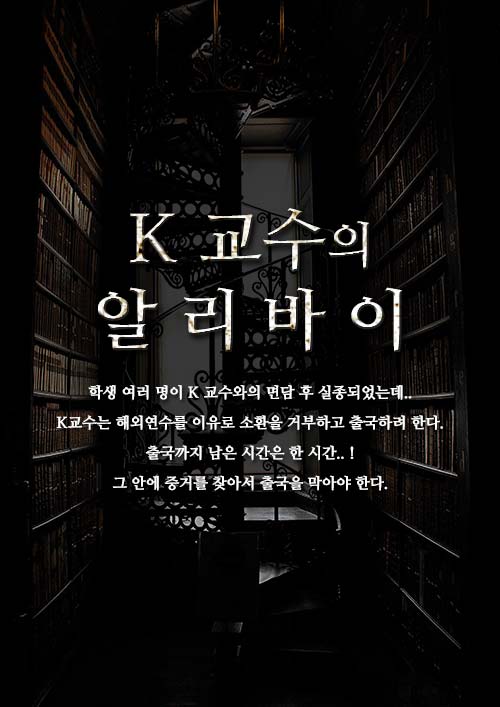 K 교수의
알리바이
학생 여러 명이 K 교수와의 면담 후 실종되었는데..
K교수는 해외연수를 이유로 소환을 거부하고 출국하려 한다.
출국까지 남은 시간은 한 시간.. !
그 안에 증거를 찾아서 출국을 막아야 한다.